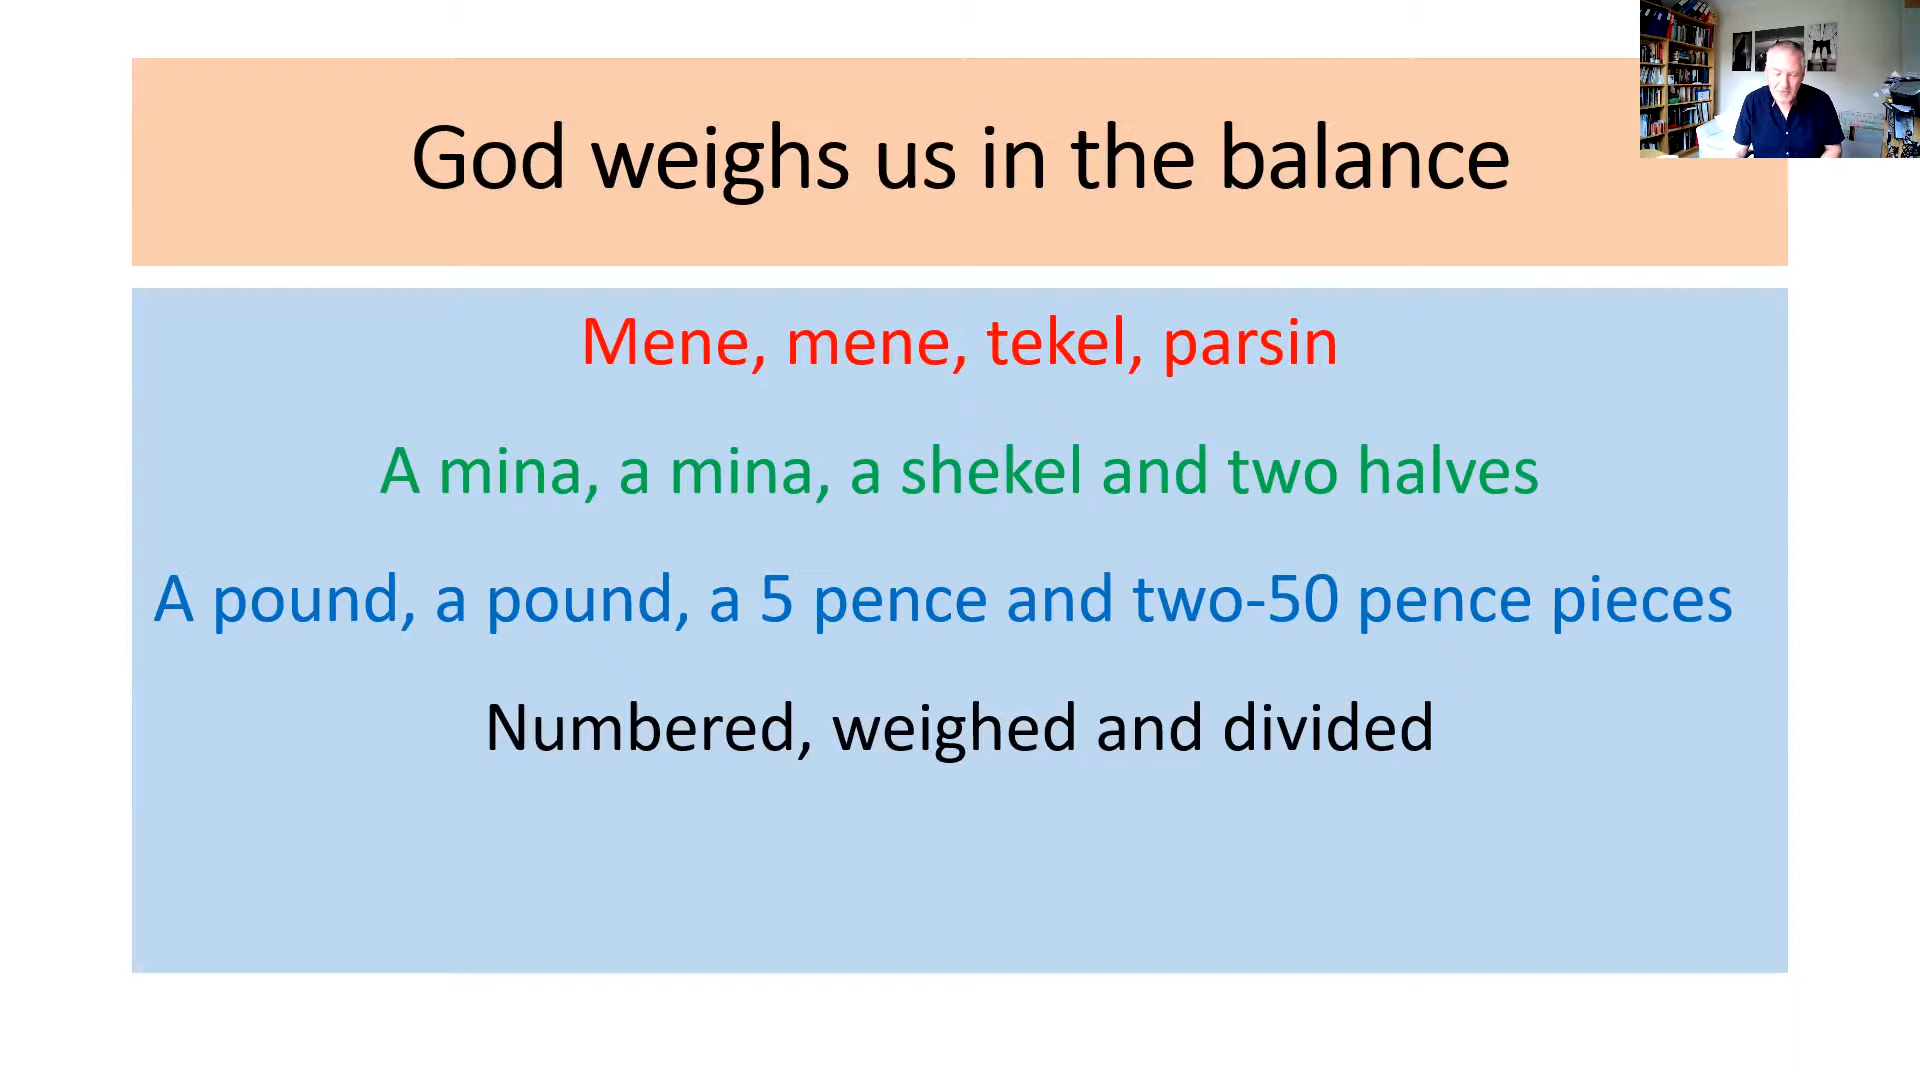 God weighs us in the balance
Mene, mene, tekel, parsin
A mina, a mina, a shekel and two halves
A pound, a pound, a 5 pence and two-50 pence pieces
Numbered, weighed and divided